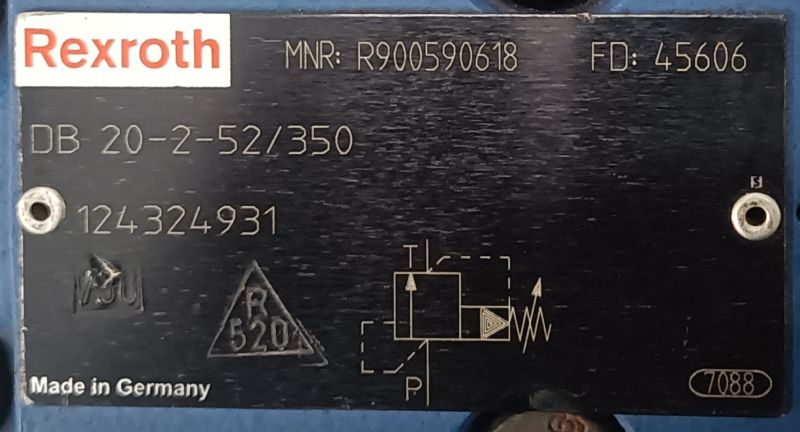 Rexroth MNR: R900590618 FD: 45606
DB 20-2-52/350
S
124324931
T
R
520
P
Made in Germany
7088